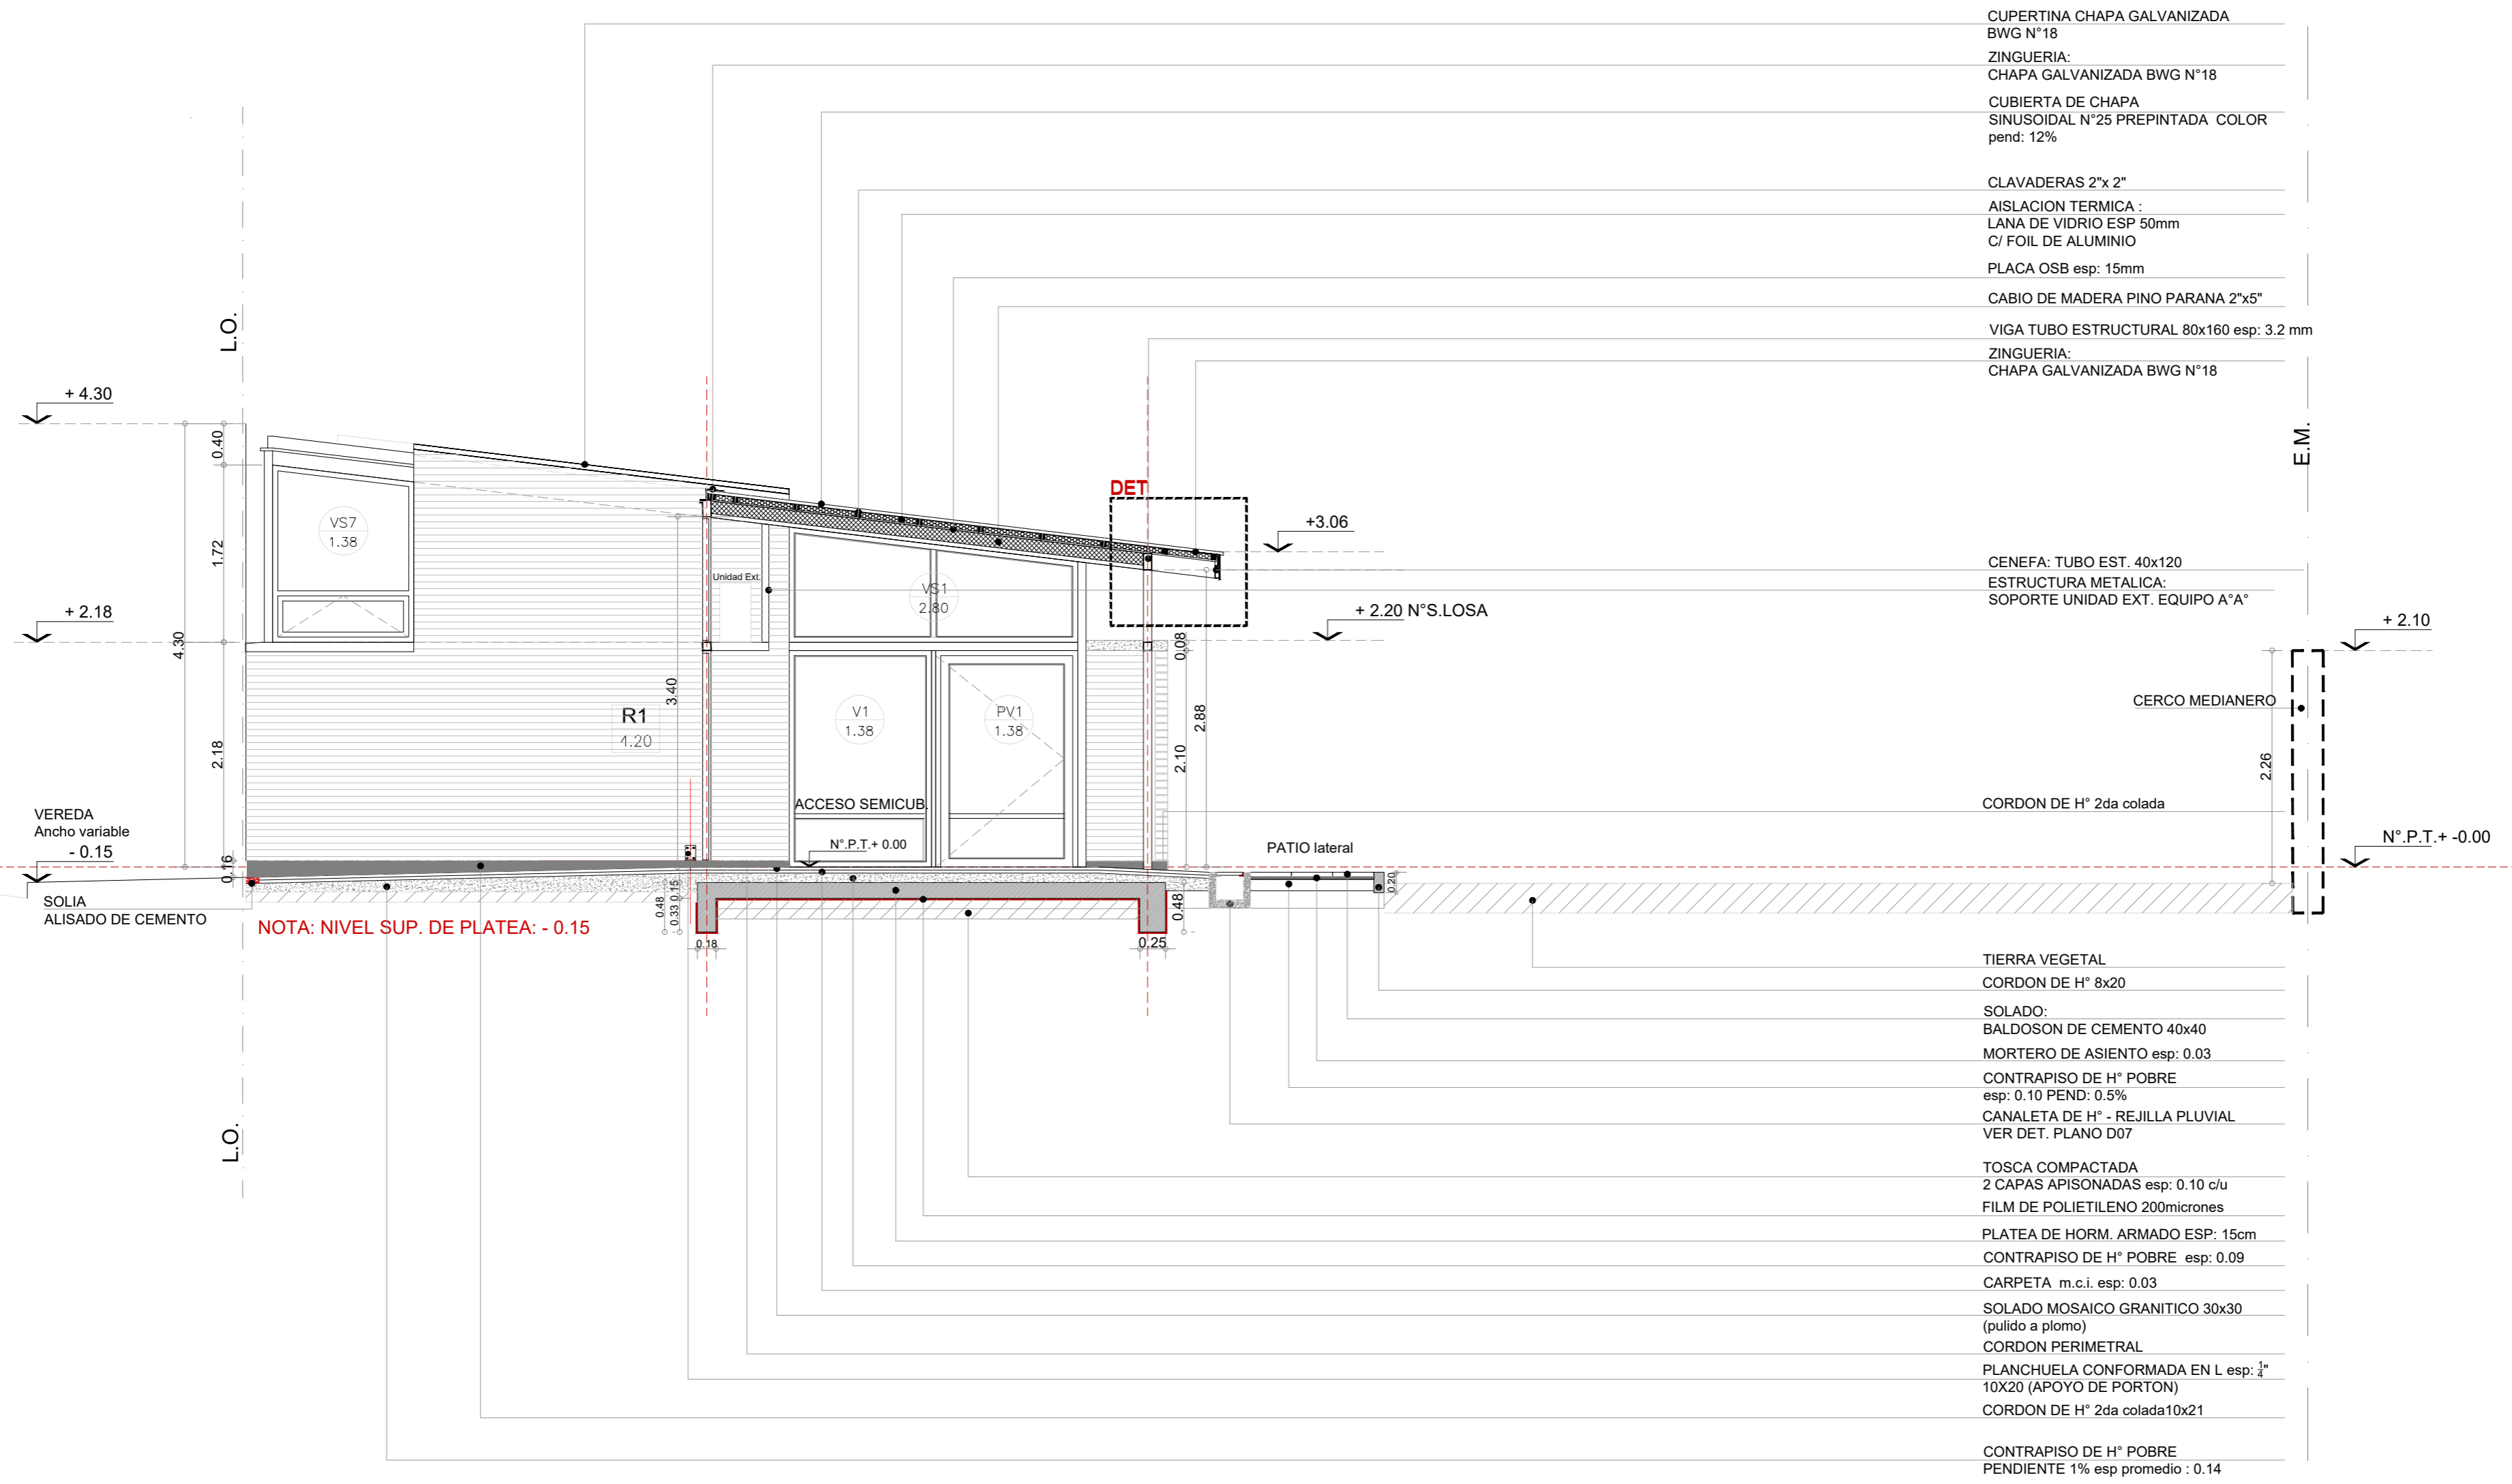 CUPERTINA CHAPA GALVANIZADA
BWG N°18
ZINGUERIA:
CHAPA GALVANIZADA BWG N°18
CUBIERTA DE CHAPA
SINUSOIDAL N°25 PREPINTADA COLOR
pend: 12%
CLAVADERAS 2"x 2"
AISLACION TERMICA :
LANA DE VIDRIO ESP 50mm
C/ FOIL DE ALUMINIO
PLACA OSB esp: 15mm
CABIO DE MADERA PINO PARANA 2"x5"
VIGA TUBO ESTRUCTURAL 80x160 esp: 3.2 mm
ZINGUERIA:
CHAPA GALVANIZADA BWG N°18
L.O.
E.M.
+ 4.30
0.40
DET
+3.06
VS7
1.38
1.72
Unidad Ext.
VS1
2.80
CENEFA: TUBO EST. 40x120
ESTRUCTURA METALICA:
SOPORTE UNIDAD EXT. EQUIPO A°A°
+ 2.18
+ 2.20 N°S.LOSA
+ 2.10
4.30
0.08
3.40
R1
4.20
V1
1.38
PV1
1.38
2.88
2.10
2.18
CERCO MEDIANERO
2.26
VEREDA
Ancho variable
- 0.15
ACCESO SEMICUB.
N°.P.T.+ 0.00
CORDON DE H° 2da colada
PATIO lateral
N°.P.T.+ -0.00
0.16
SOLIA
ALISADO DE CEMENTO
NOTA: NIVEL SUP. DE PLATEA: - 0.15
0.48
0.33
0.15
0.48
0.20
0.18
0.25
TIERRA VEGETAL
CORDON DE H° 8x20
SOLADO:
BALDOSON DE CEMENTO 40x40
MORTERO DE ASIENTO esp: 0.03
CONTRAPISO DE H° POBRE
esp: 0.10 PEND: 0.5%
CANALETA DE H° - REJILLA PLUVIAL
VER DET. PLANO D07
L.O.
TOSCA COMPACTADA
2 CAPAS APISONADAS esp: 0.10 c/u
FILM DE POLIETILENO 200micrones
PLATEA DE HORM. ARMADO ESP: 15cm
CONTRAPISO DE H° POBRE esp: 0.09
CARPETA m.c.i. esp: 0.03
SOLADO MOSAICO GRANITICO 30x30
(pulido a plomo)
CORDON PERIMETRAL
PLANCHUELA CONFORMADA EN L esp: ¼"
10X20 (APOYO DE PORTON)
CORDON DE H° 2da colada10x21
CONTRAPISO DE H° POBRE
PENDIENTE 1% esp promedio : 0.14